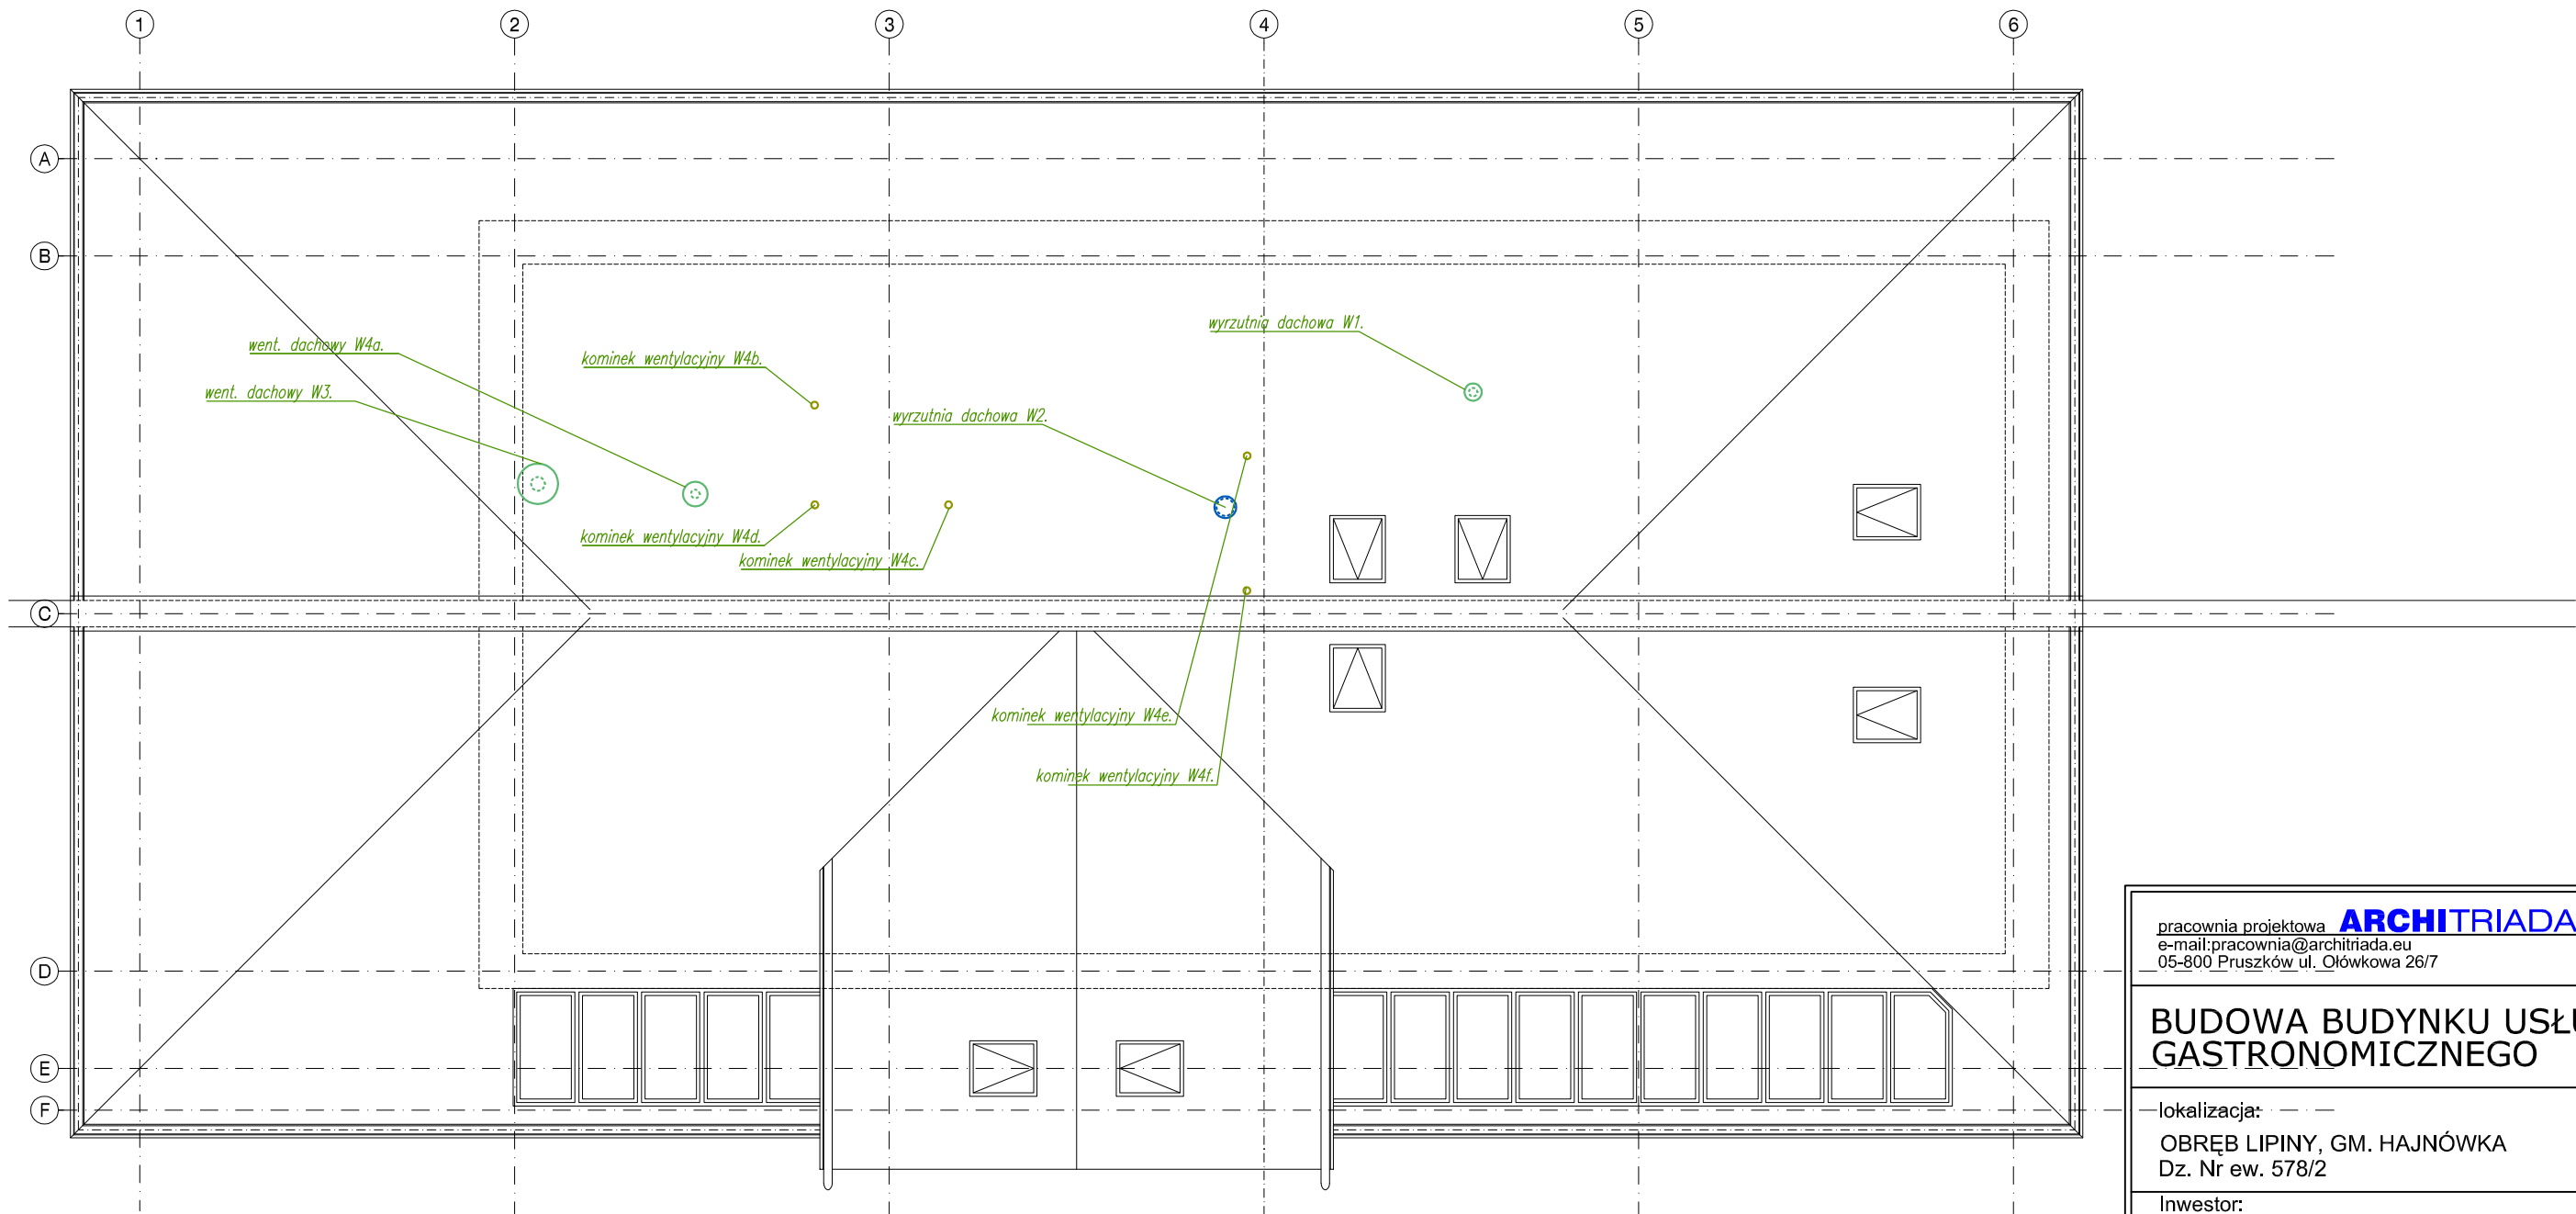 1 2 3 4 5 6
A
B
C
D
E
F
wyrzutnia dachowa W1.
went. dachowy W4a.
kominek wentylacyjny W4b.
went. dachowy W3.
wyrzutnia dachowa W2.
kominek wentylacyjny W4d.
kominek wentylacyjny W4c.
kominek wentylacyjny W4e.
kominek wentylacyjny W4f.
pracownia projektowa ARCHITRIADA
e-mail:pracownia@architriada.eu
05-800 Pruszków ul. Ołówkowa 26/7
BUDOWA BUDYNKU USŁU
GASTRONOMICZNEGO
lokalizacja:
OBRĘB LIPINY, GM. HAJNÓWKA
Dz. Nr ew. 578/2
Inwestor: